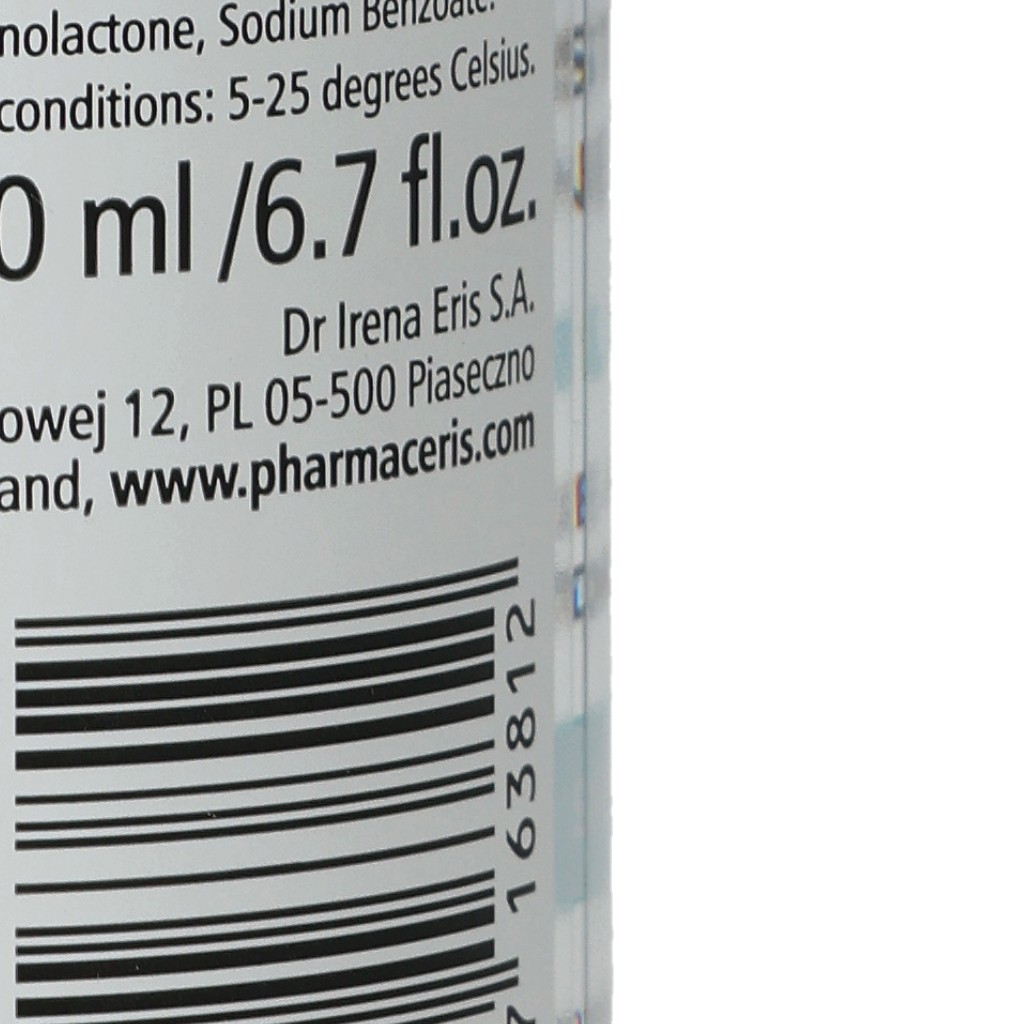 nolactone, Sodium Benzoate.
conditions: 5-25 degrees Celsius.
0 ml /6.7 fl.oz.
Dr Irena Eris S.A.
owej 12, PL 05-500 Piaseczno
and, www.pharmaceris.com
7 163812